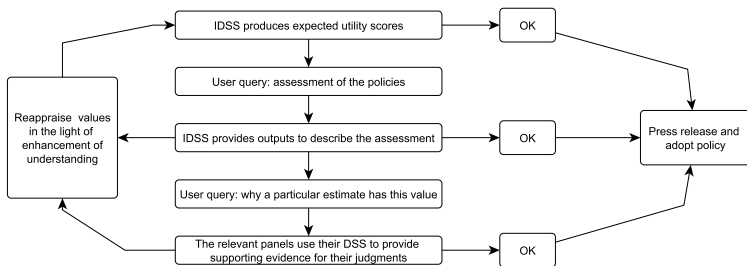 IDSS produces expected utility scores
OK
User query: assessment of the policies
Reappraise values
in the light of
enhancement of
understanding
IDSS provides outputs to describe the assessment
OK
Press release and
adopt policy
User query: why a particular estimate has this value
The relevant panels use their DSS to provide
supporting evidence for their judgments
OK